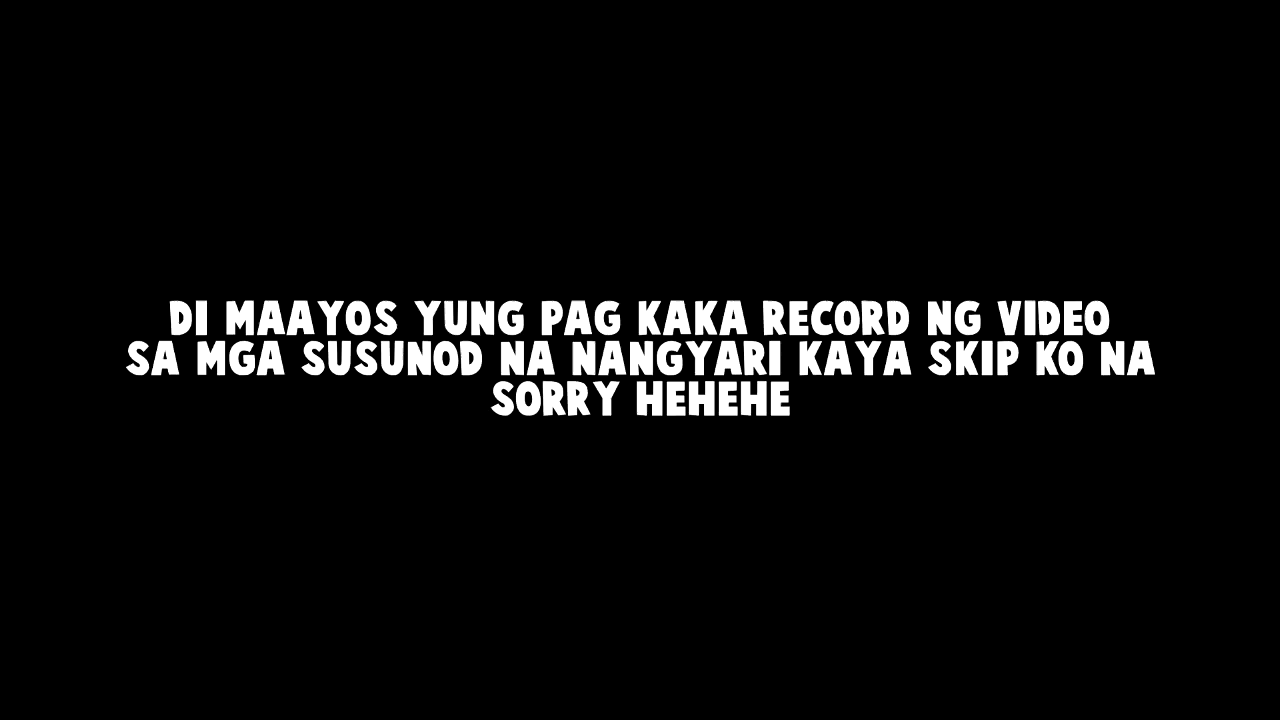 DI MAAYOS YUNG PAG KAKA RECORD NG VIDEO
SA MGA SUSUNOD NA NANGYARI KAYA SKIP KO NA
SORRY HEHEHE